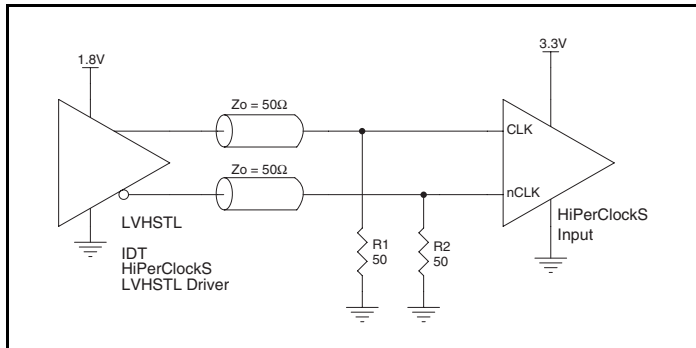 1.8V
3.3V
Zo = 50Ω
CLK
Zo = 50Ω
nCLK
LVHSTL
IDT
HiPerClockS
LVHSTL Driver
R1
50
R2
50
HiPerClockS
Input